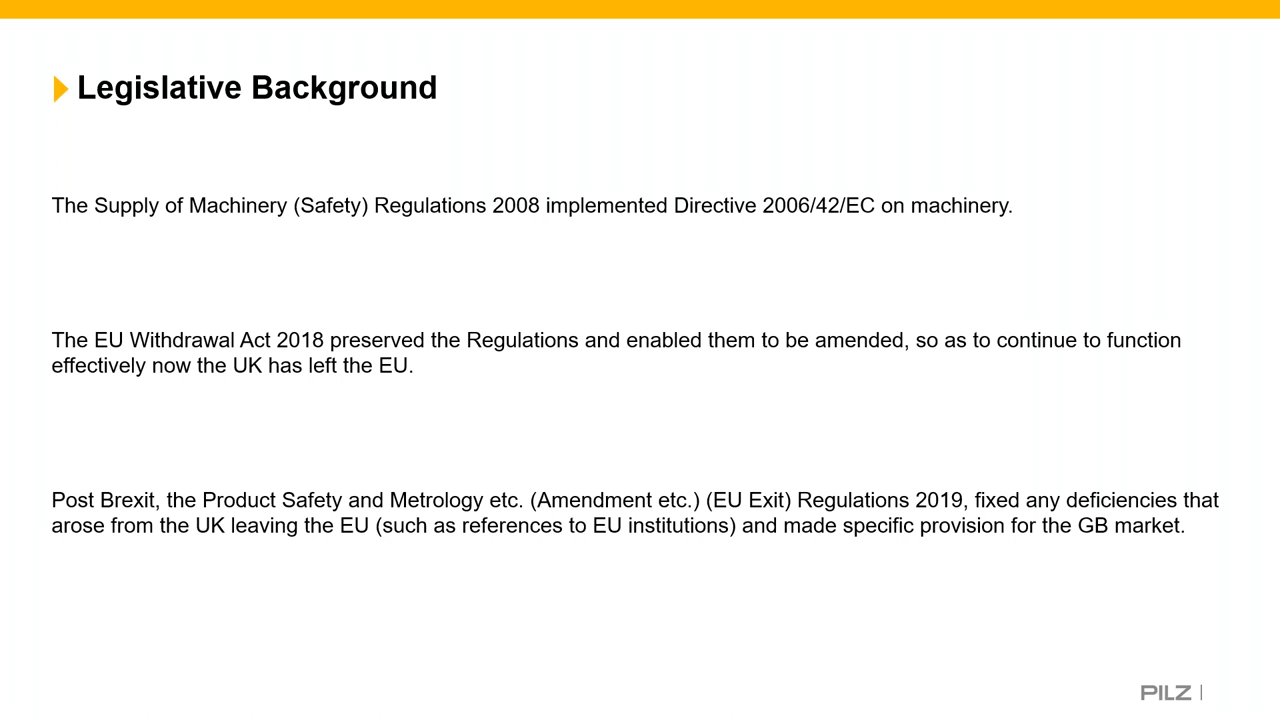 Legislative Background
The Supply of Machinery (Safety) Regulations 2008 implemented Directive 2006/42/EC on machinery.
The EU Withdrawal Act 2018 preserved the Regulations and enabled them to be amended, so as to continue to function
effectively now the UK has left the EU.
Post Brexit, the Product Safety and Metrology etc. (Amendment etc.) (EU Exit) Regulations 2019, fixed any deficiencies that
arose from the UK leaving the EU (such as references to EU institutions) and made specific provision for the GB market.
PILZ